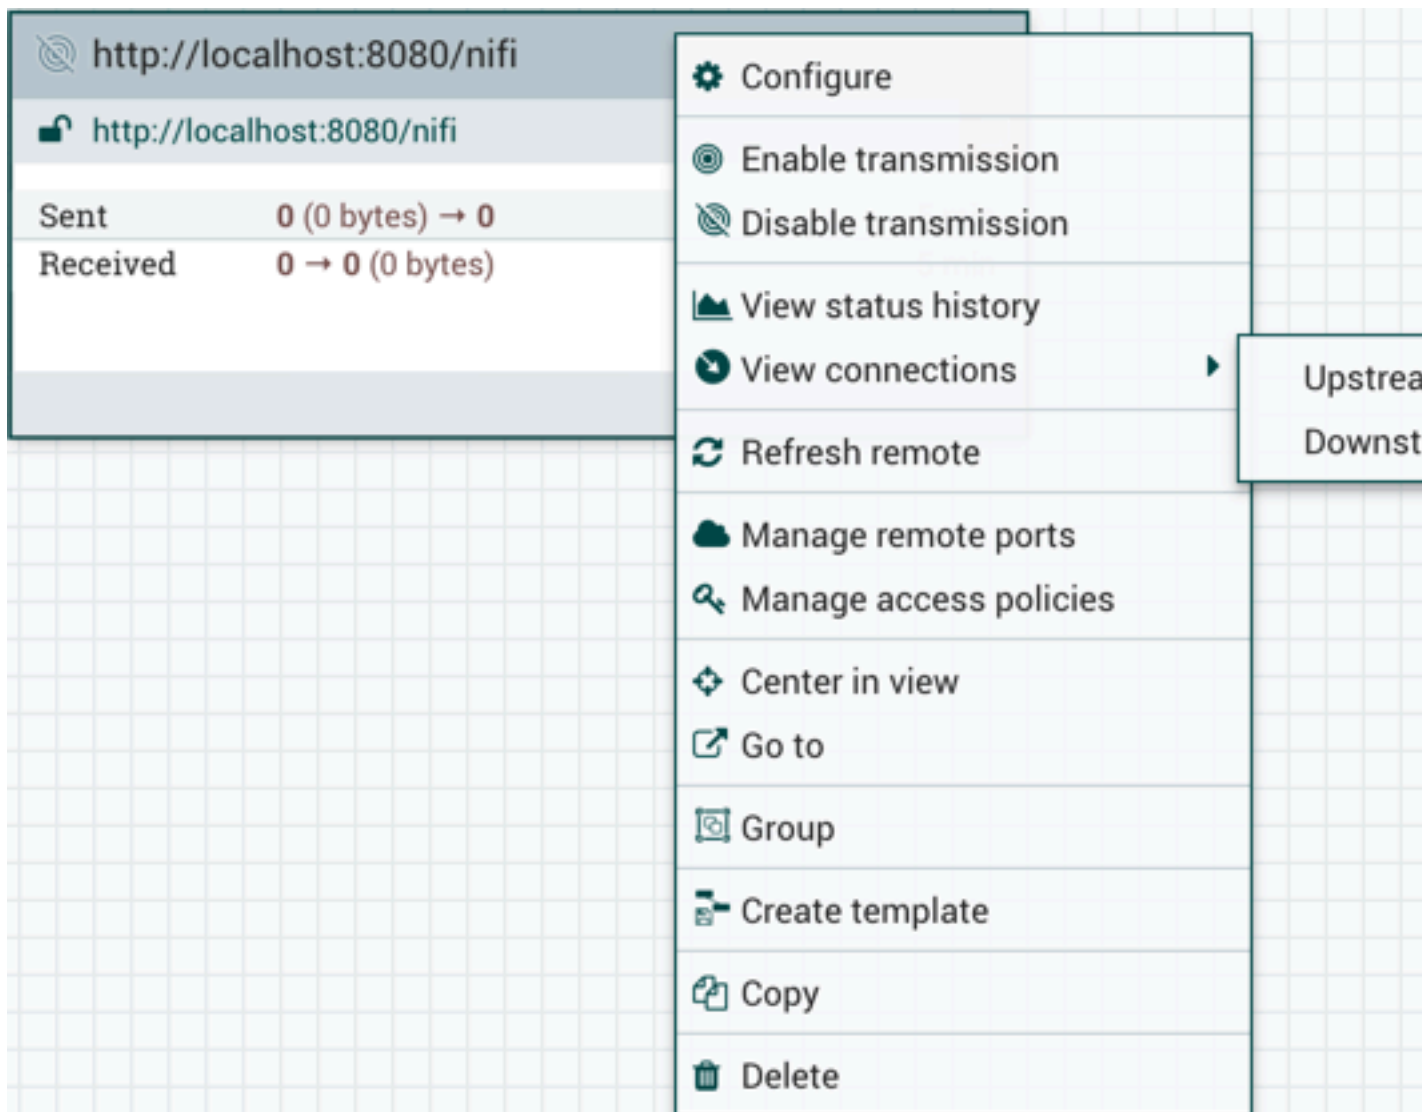 http://localhost:8080/nifi
http://localhost:8080/nifi
Sent 0 (0 bytes) → 0
Received 0 → 0 (0 bytes) 5 min
Configure
Enable transmission
Disable transmission
View status history
View connections
Upstrea
Downst
Refresh remote
Manage remote ports
Manage access policies
Center in view
Go to
Group
Create template
Copy
Delete